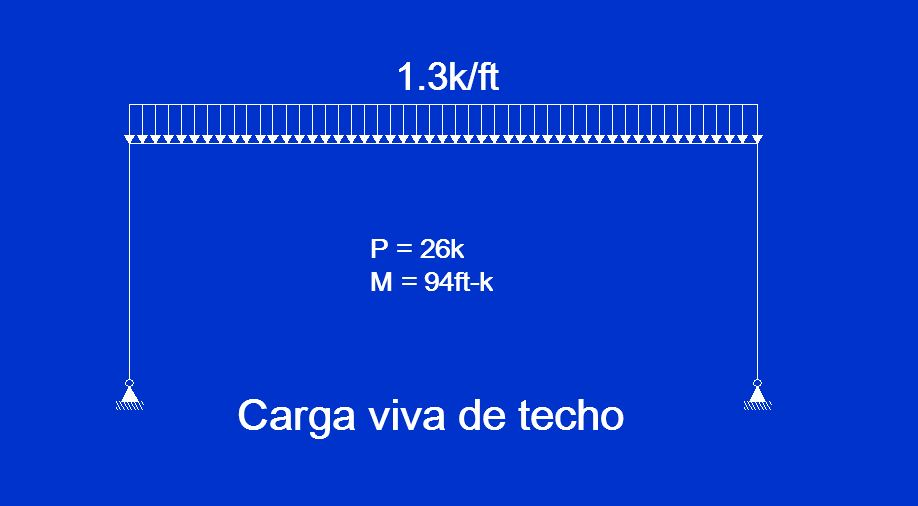 1.3k/ft
P = 26k
M = 94ft-k
Carga viva de techo